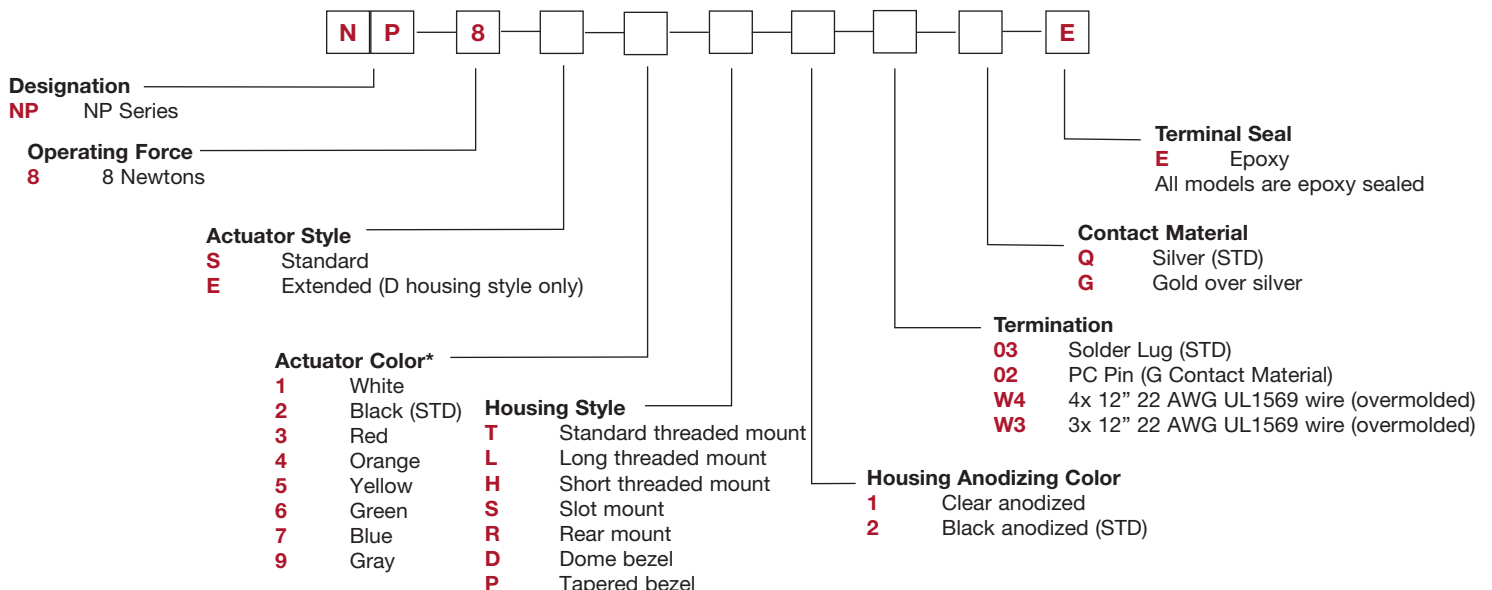 N P 8 E
Designation
NP NP Series
Operating Force
8 8 Newtons
Actuator Style
S Standard
E Extended (D housing style only)
Actuator Color*
1 White
2 Black (STD)
3 Red
4 Orange
5 Yellow
6 Green
7 Blue
9 Gray
Housing Style
T Standard threaded mount
L Long threaded mount
H Short threaded mount
S Slot mount
R Rear mount
D Dome bezel
P Tapered bezel
Housing Anodizing Color
1 Clear anodized
2 Black anodized (STD)
Termination
03 Solder Lug (STD)
02 PC Pin (G Contact Material)
W4 4x 12” 22 AWG UL1569 wire (overmolded)
W3 3x 12” 22 AWG UL1569 wire (overmolded)
Contact Material
Q Silver (STD)
G Gold over silver
Terminal Seal
E Epoxy
All models are epoxy sealed